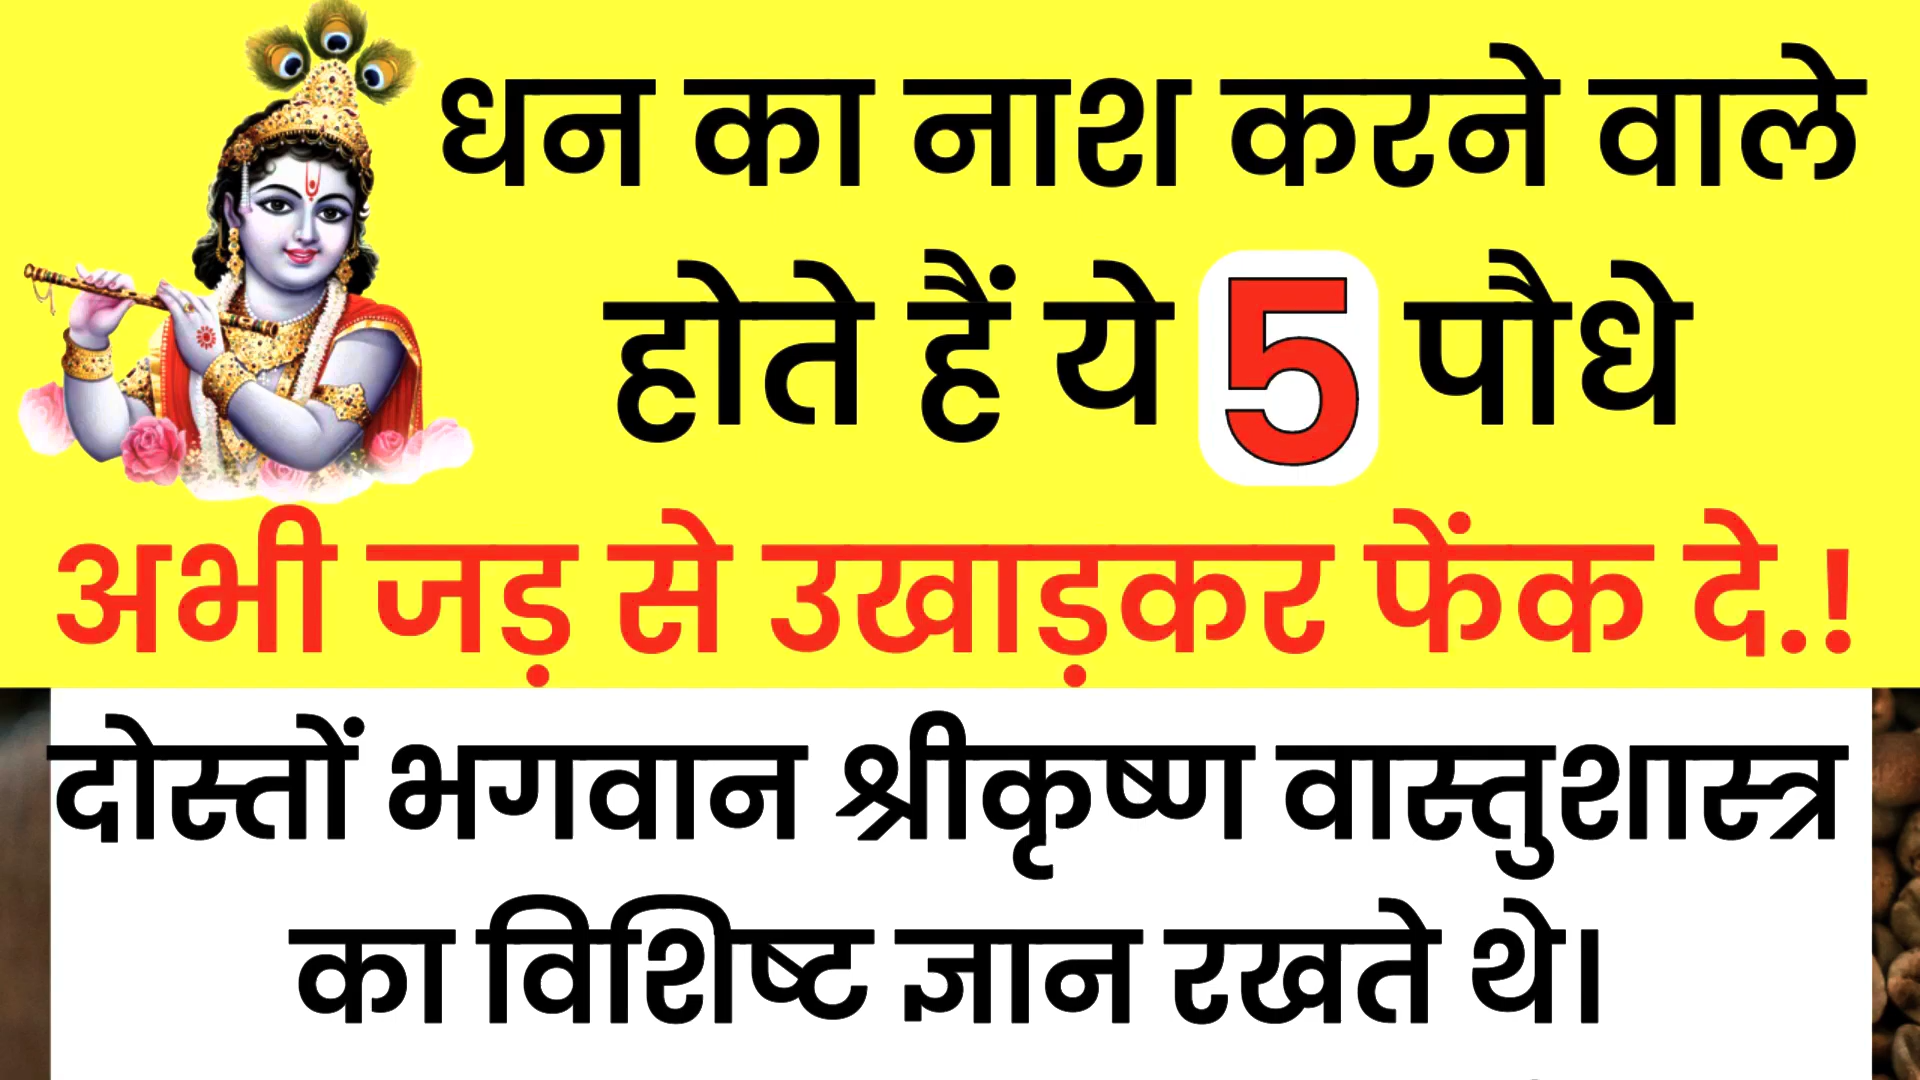 धन का नाश करने वाले
होते हैं ये 5 पौधे
अभी जड़ से उखाड़कर फेंक दे.!
दोस्तों भगवान श्रीकृष्ण वास्तुशास्त्र
का विशिष्ट ज्ञान रखते थे।